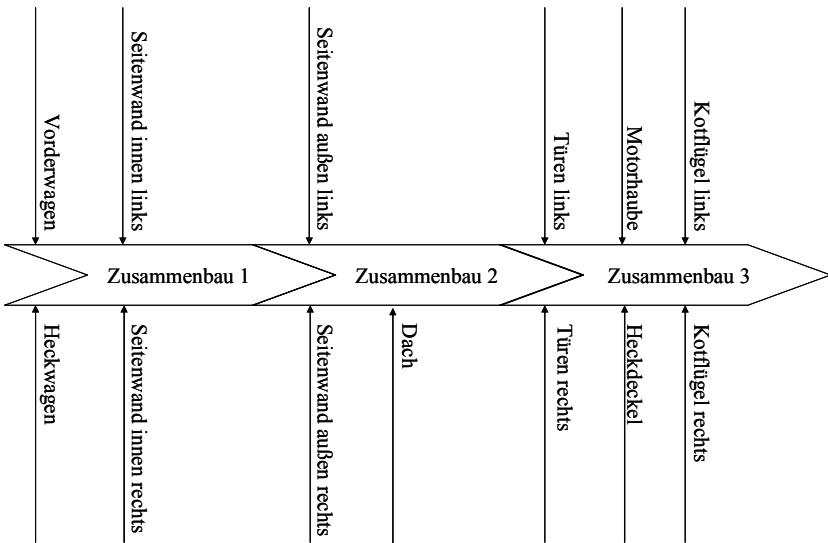 Vorderwagen
Seitenwand innen links
Seitenwand außen links
Türen links
Motorhaube
Kotflügel links
Zusammenbau 1
Zusammenbau 2
Zusammenbau 3
Heckwagen
Seitenwand innen rechts
Seitenwand außen rechts
Dach
Türen rechts
Heckdeckel
Kotflügel rechts